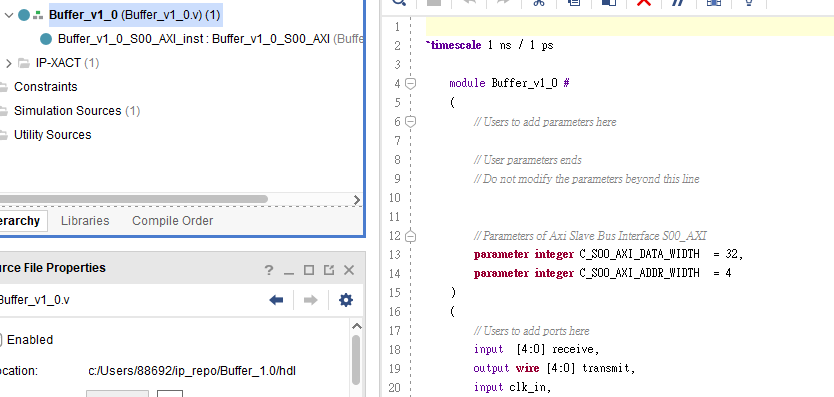 Buffer_v1_0 (Buffer_v1_0.v) (1)
Buffer_v1_0_S00_AXI_inst : Buffer_v1_0_S00_AXI (Buffe
IP-XACT (1)
Constraints
Simulation Sources (1)
Utility Sources
erarchy Libraries Compile Order
rce File Properties
Buffer_v1_0.v
Enabled
ocation: c:/Users/88692/ip_repo/Buffer_1.0/hdl
1
2 `timescale 1 ns / 1 ps
3
4 module Buffer_v1_0 #
5 (
6 // Users to add parameters here
7
8 // User parameters ends
9 // Do not modify the parameters beyond this line
10
11
12 // Parameters of Axi Slave Bus Interface S00_AXI
13 parameter integer C_S00_AXI_DATA_WIDTH = 32,
14 parameter integer C_S00_AXI_ADDR_WIDTH = 4
15 )
16 (
17 // Users to add ports here
18 input [4:0] receive,
19 output wire [4:0] transmit,
20 input clk_in,